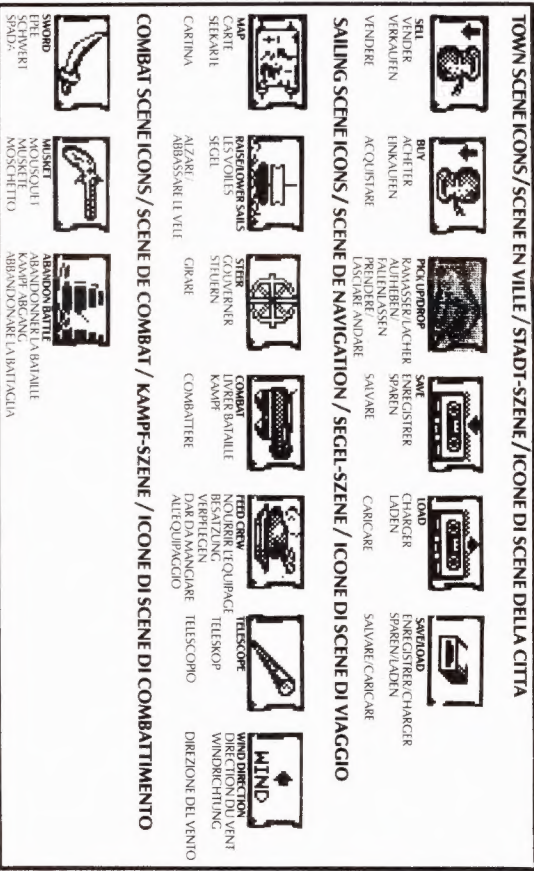 TOWN SCENE ICONS / SCENE EN VILLE / STADT-SZENE / ICONE DI SCENE DELLA CITTA
SELL
VENDER
VERKAUFEN
VENDERE
BUY
ACHETER
EINKAUFEN
ACQUISTARE
PICK UP/DROP
RAMASSER/LACHER
AUFHEBEN/
FALLENLASSEN
PRENDERE/
LASCIARE ANDARE
SAVE
ENREGISTRER
SPAREN
SALVARE
LOAD
CHARGER
LADEN
CARICARE
SAVE/LOAD
ENREGISTRER/CHARGER
SPAREN/LADEN
SALVARE/CARICARE
SAILING SCENE ICONS / SCENE DE NAVIGATION / SEGEL-SZENE / ICONE DI SCENE DI VIAGGIO
MAP
CARTE
SEEKARTE
CARTINA
RAISE/LOWER SAILS
LES VOILES
SEGEL
ALZARE/
ABBASSARE LE VELE
STEER
GOUVERNER
STEUERN
GIRARE
COMBAT
LIVRER BATAILLE
KAMPF
COMBATTERE
FEED CREW
NOURRIR L'EQUIPAGE
BESATZUNG
VERPFLEGEN
DAR DA MANGIARE
ALL'EQUIPAGGIO
TELESCOPE
TELESKOP
TELESCOPIO
WIND
WIND DIRECTION
DIRECTION DU VENT
WINDRICHTUNG
DIREZIONE DEL VENTO
COMBAT SCENE ICONS / SCENE DE COMBAT / KAMPF-SZENE / ICONE DI SCENE DI COMBATTIMENTO
SWORD
EPEE
SCHWERT
SPADA
MUSKET
MOUSQUET
MUSKETE
MOSCHETTO
ABANDON BATTLE
ABANDONNER LA BATAILLE
KAMPF ABGANG
ABBANDONARE LA BATTAGLIA